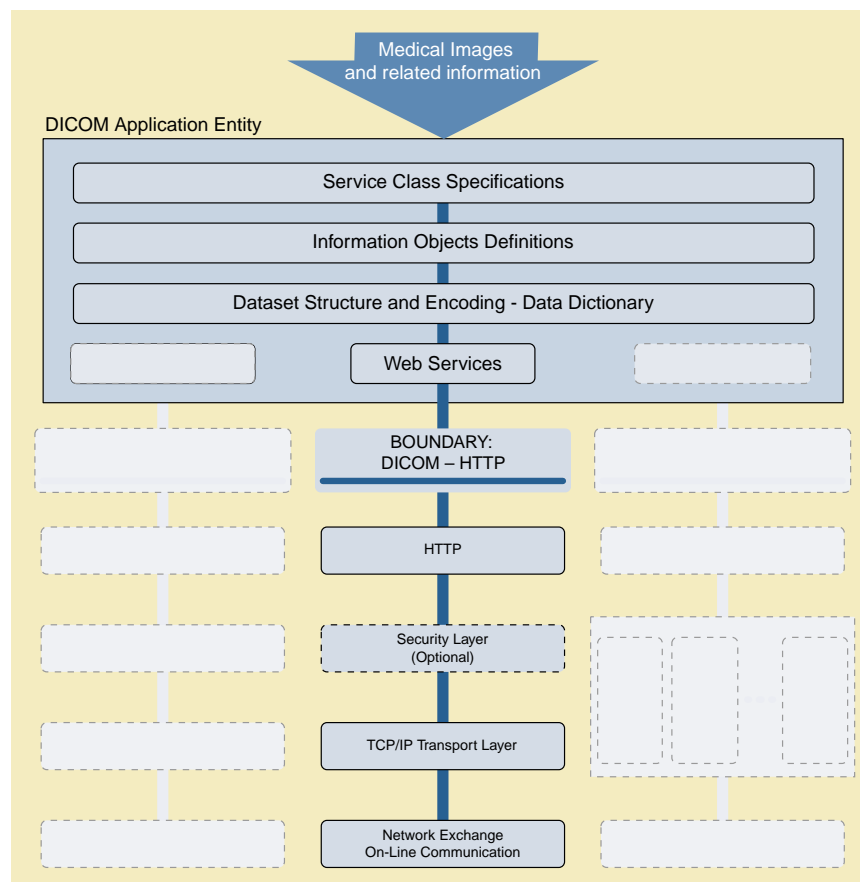 Medical Images
and related information
DICOM Application Entity
Service Class Specifications
Information Objects Definitions
Dataset Structure and Encoding - Data Dictionary
Web Services
BOUNDARY:
DICOM – HTTP
HTTP
Security Layer
(Optional)
TCP/IP Transport Layer
Network Exchange
On-Line Communication